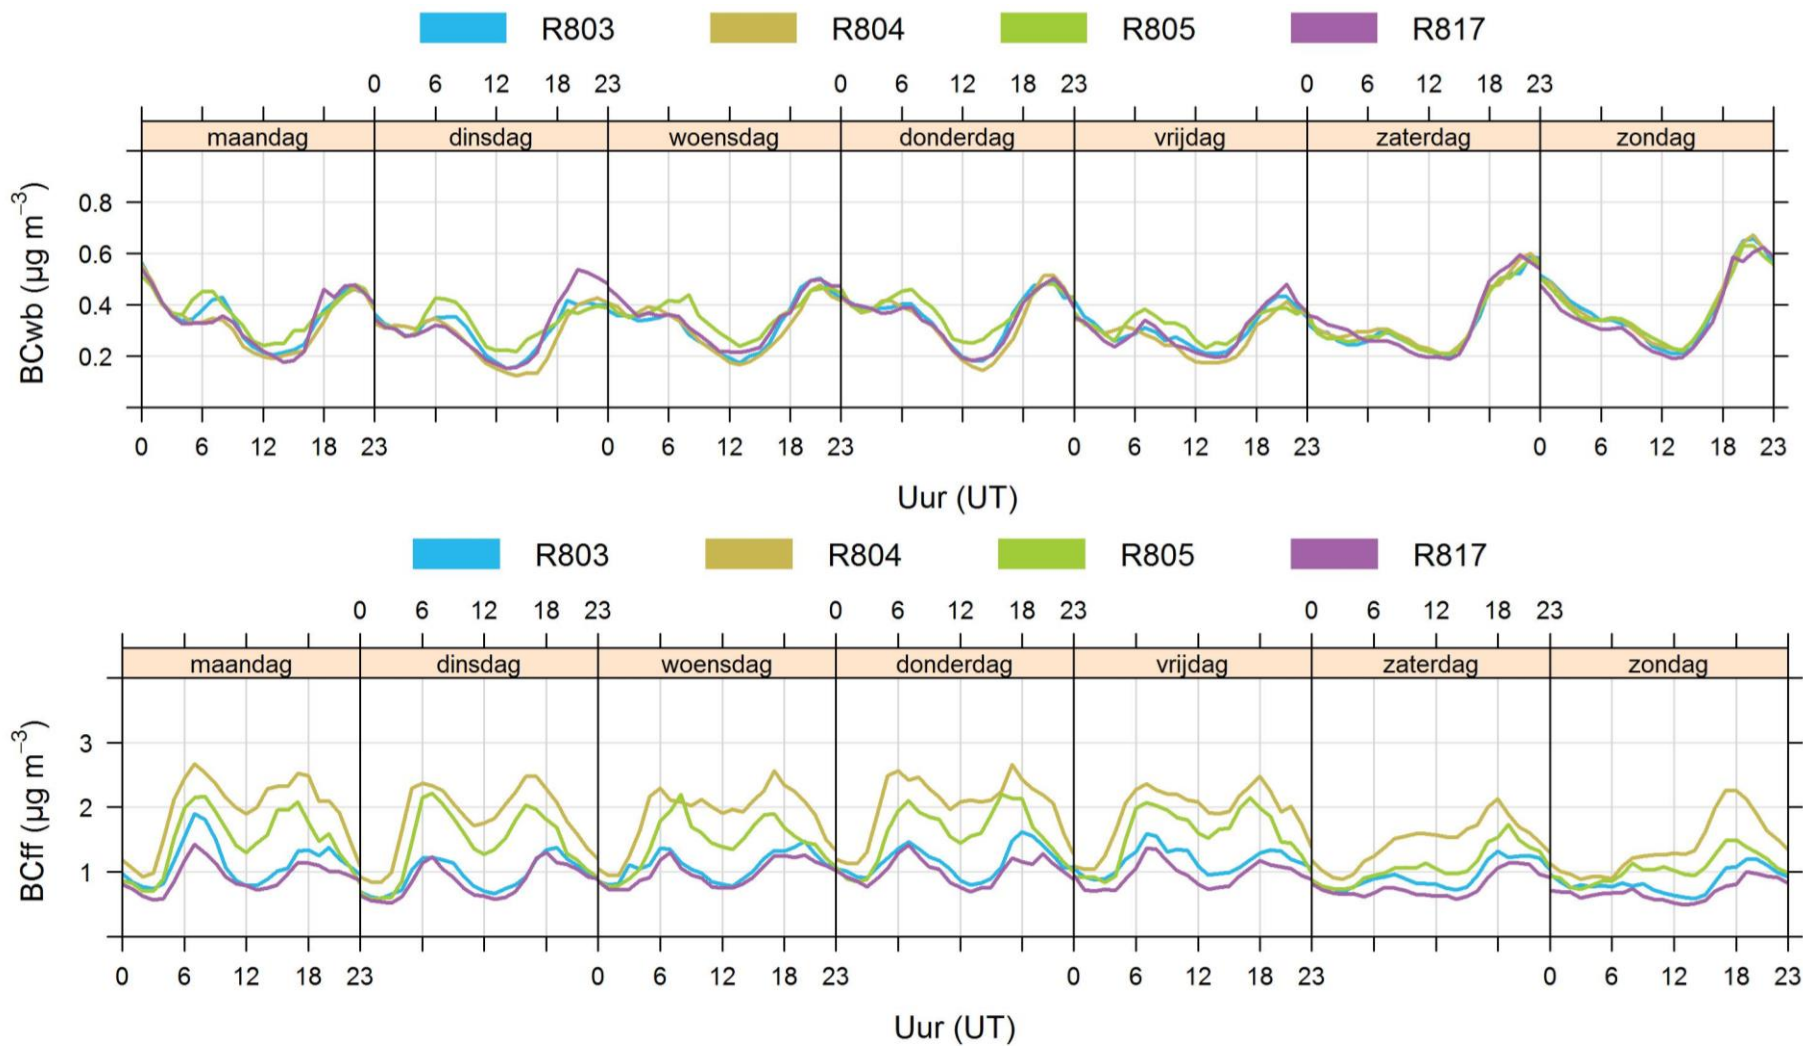 R803 R804 R805 R817
0 6 12 18 23 0 6 12 18 23 0 6 12 18 23
maandag dinsdag woensdag donderdag vrijdag zaterdag zondag
BCwb (µg m⁻³)
0.8
0.6
0.4
0.2
0 6 12 18 23 0 6 12 18 23 0 6 12 18 23 0 6 12 18 23
Uur (UT)
R803 R804 R805 R817
0 6 12 18 23 0 6 12 18 23 0 6 12 18 23
maandag dinsdag woensdag donderdag vrijdag zaterdag zondag
BCff (µg m⁻³)
3
2
1
0 6 12 18 23 0 6 12 18 23 0 6 12 18 23 0 6 12 18 23
Uur (UT)